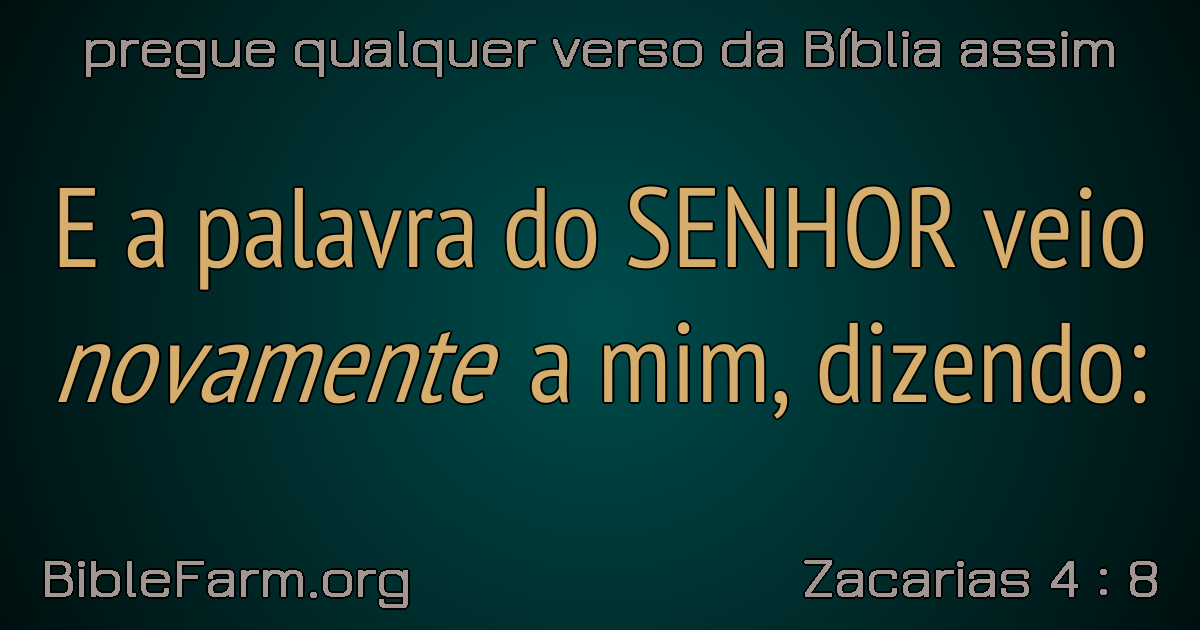 pregue qualquer verso da Bíblia assim
E a palavra do SENHOR veio
novamente a mim, dizendo:
BibleFarm.org
Zacarias 4 : 8